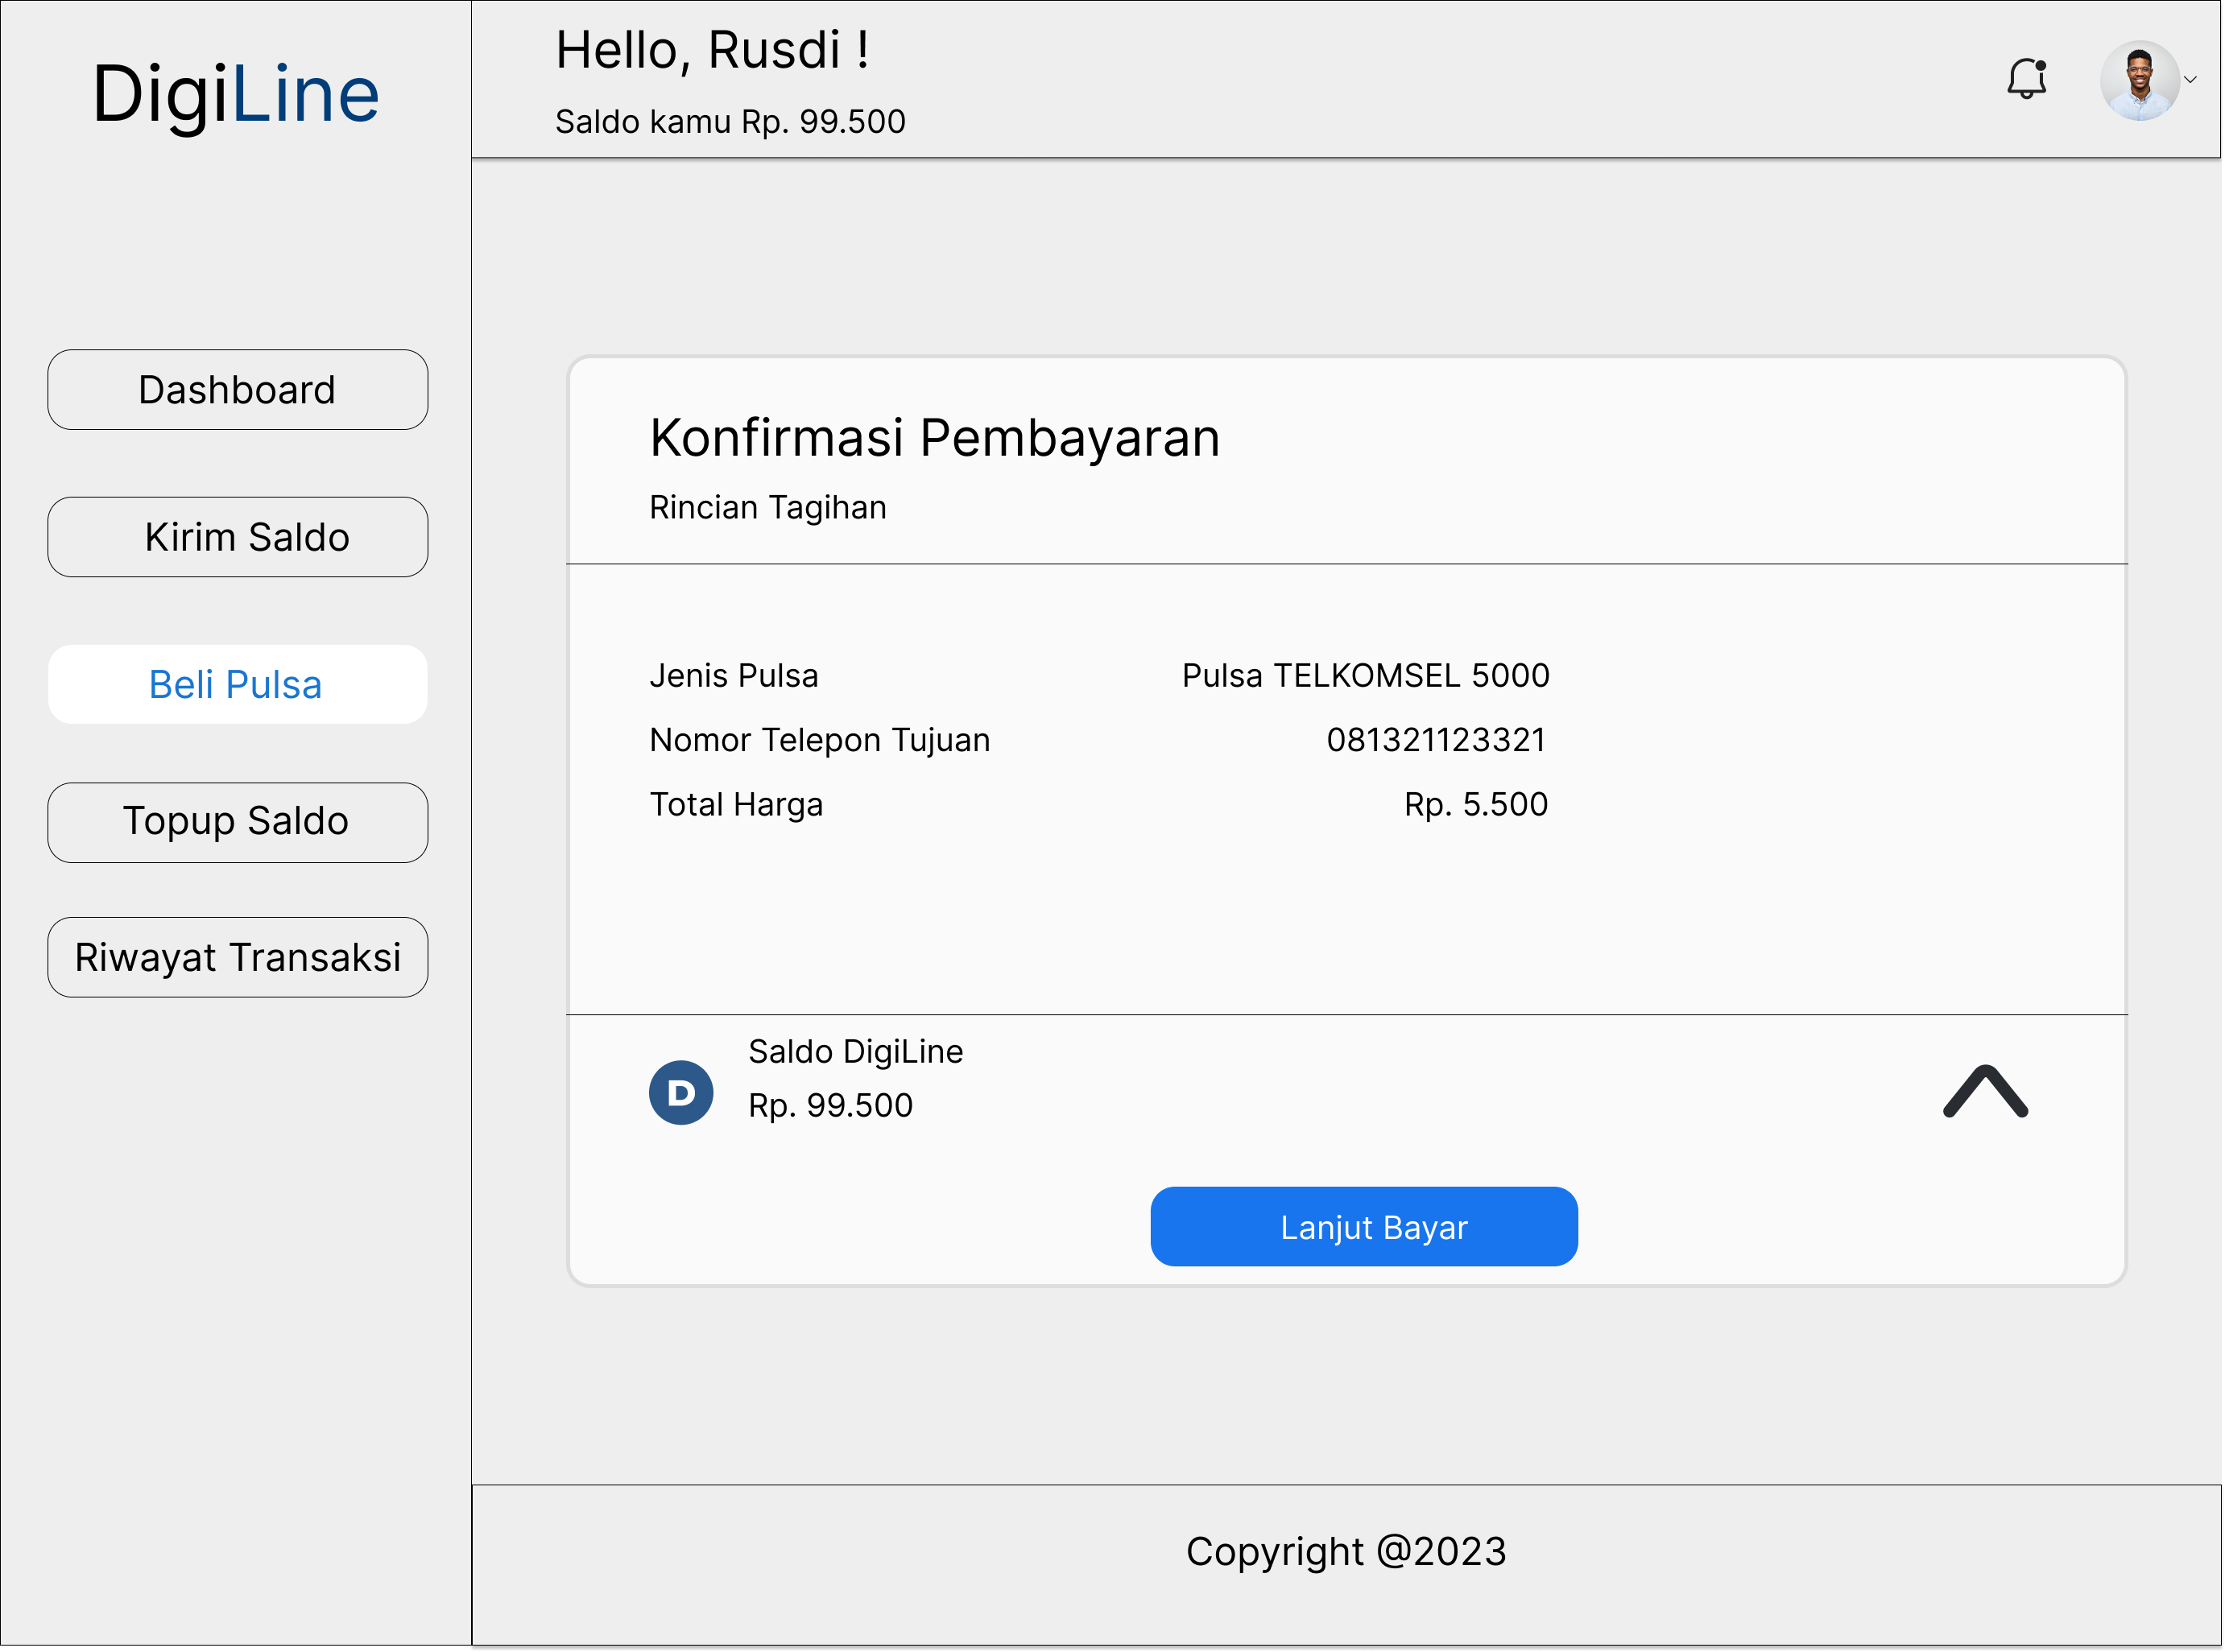 DigiLine
Hello, Rusdi !
Saldo kamu Rp. 99.500
Dashboard
Kirim Saldo
Beli Pulsa
Topup Saldo
Riwayat Transaksi
Konfirmasi Pembayaran
Rincian Tagihan
Jenis Pulsa Pulsa TELKOMSEL 5000
Nomor Telepon Tujuan 081321123321
Total Harga Rp. 5.500
D
Saldo DigiLine
Rp. 99.500
Lanjut Bayar
Copyright @2023